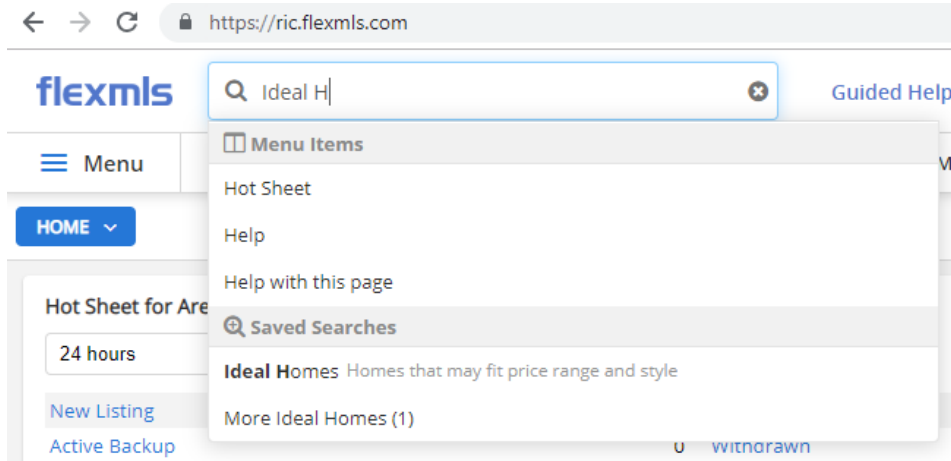 https://ric.flexmls.com
flexmls
Ideal H
Guided Help
Menu
Menu Items
Hot Sheet
Help
Help with this page
HOME
Hot Sheet for Are
24 hours
Saved Searches
Ideal Homes Homes that may fit price range and style
More Ideal Homes (1)
New Listing
Active Backup 0 Withdrawn